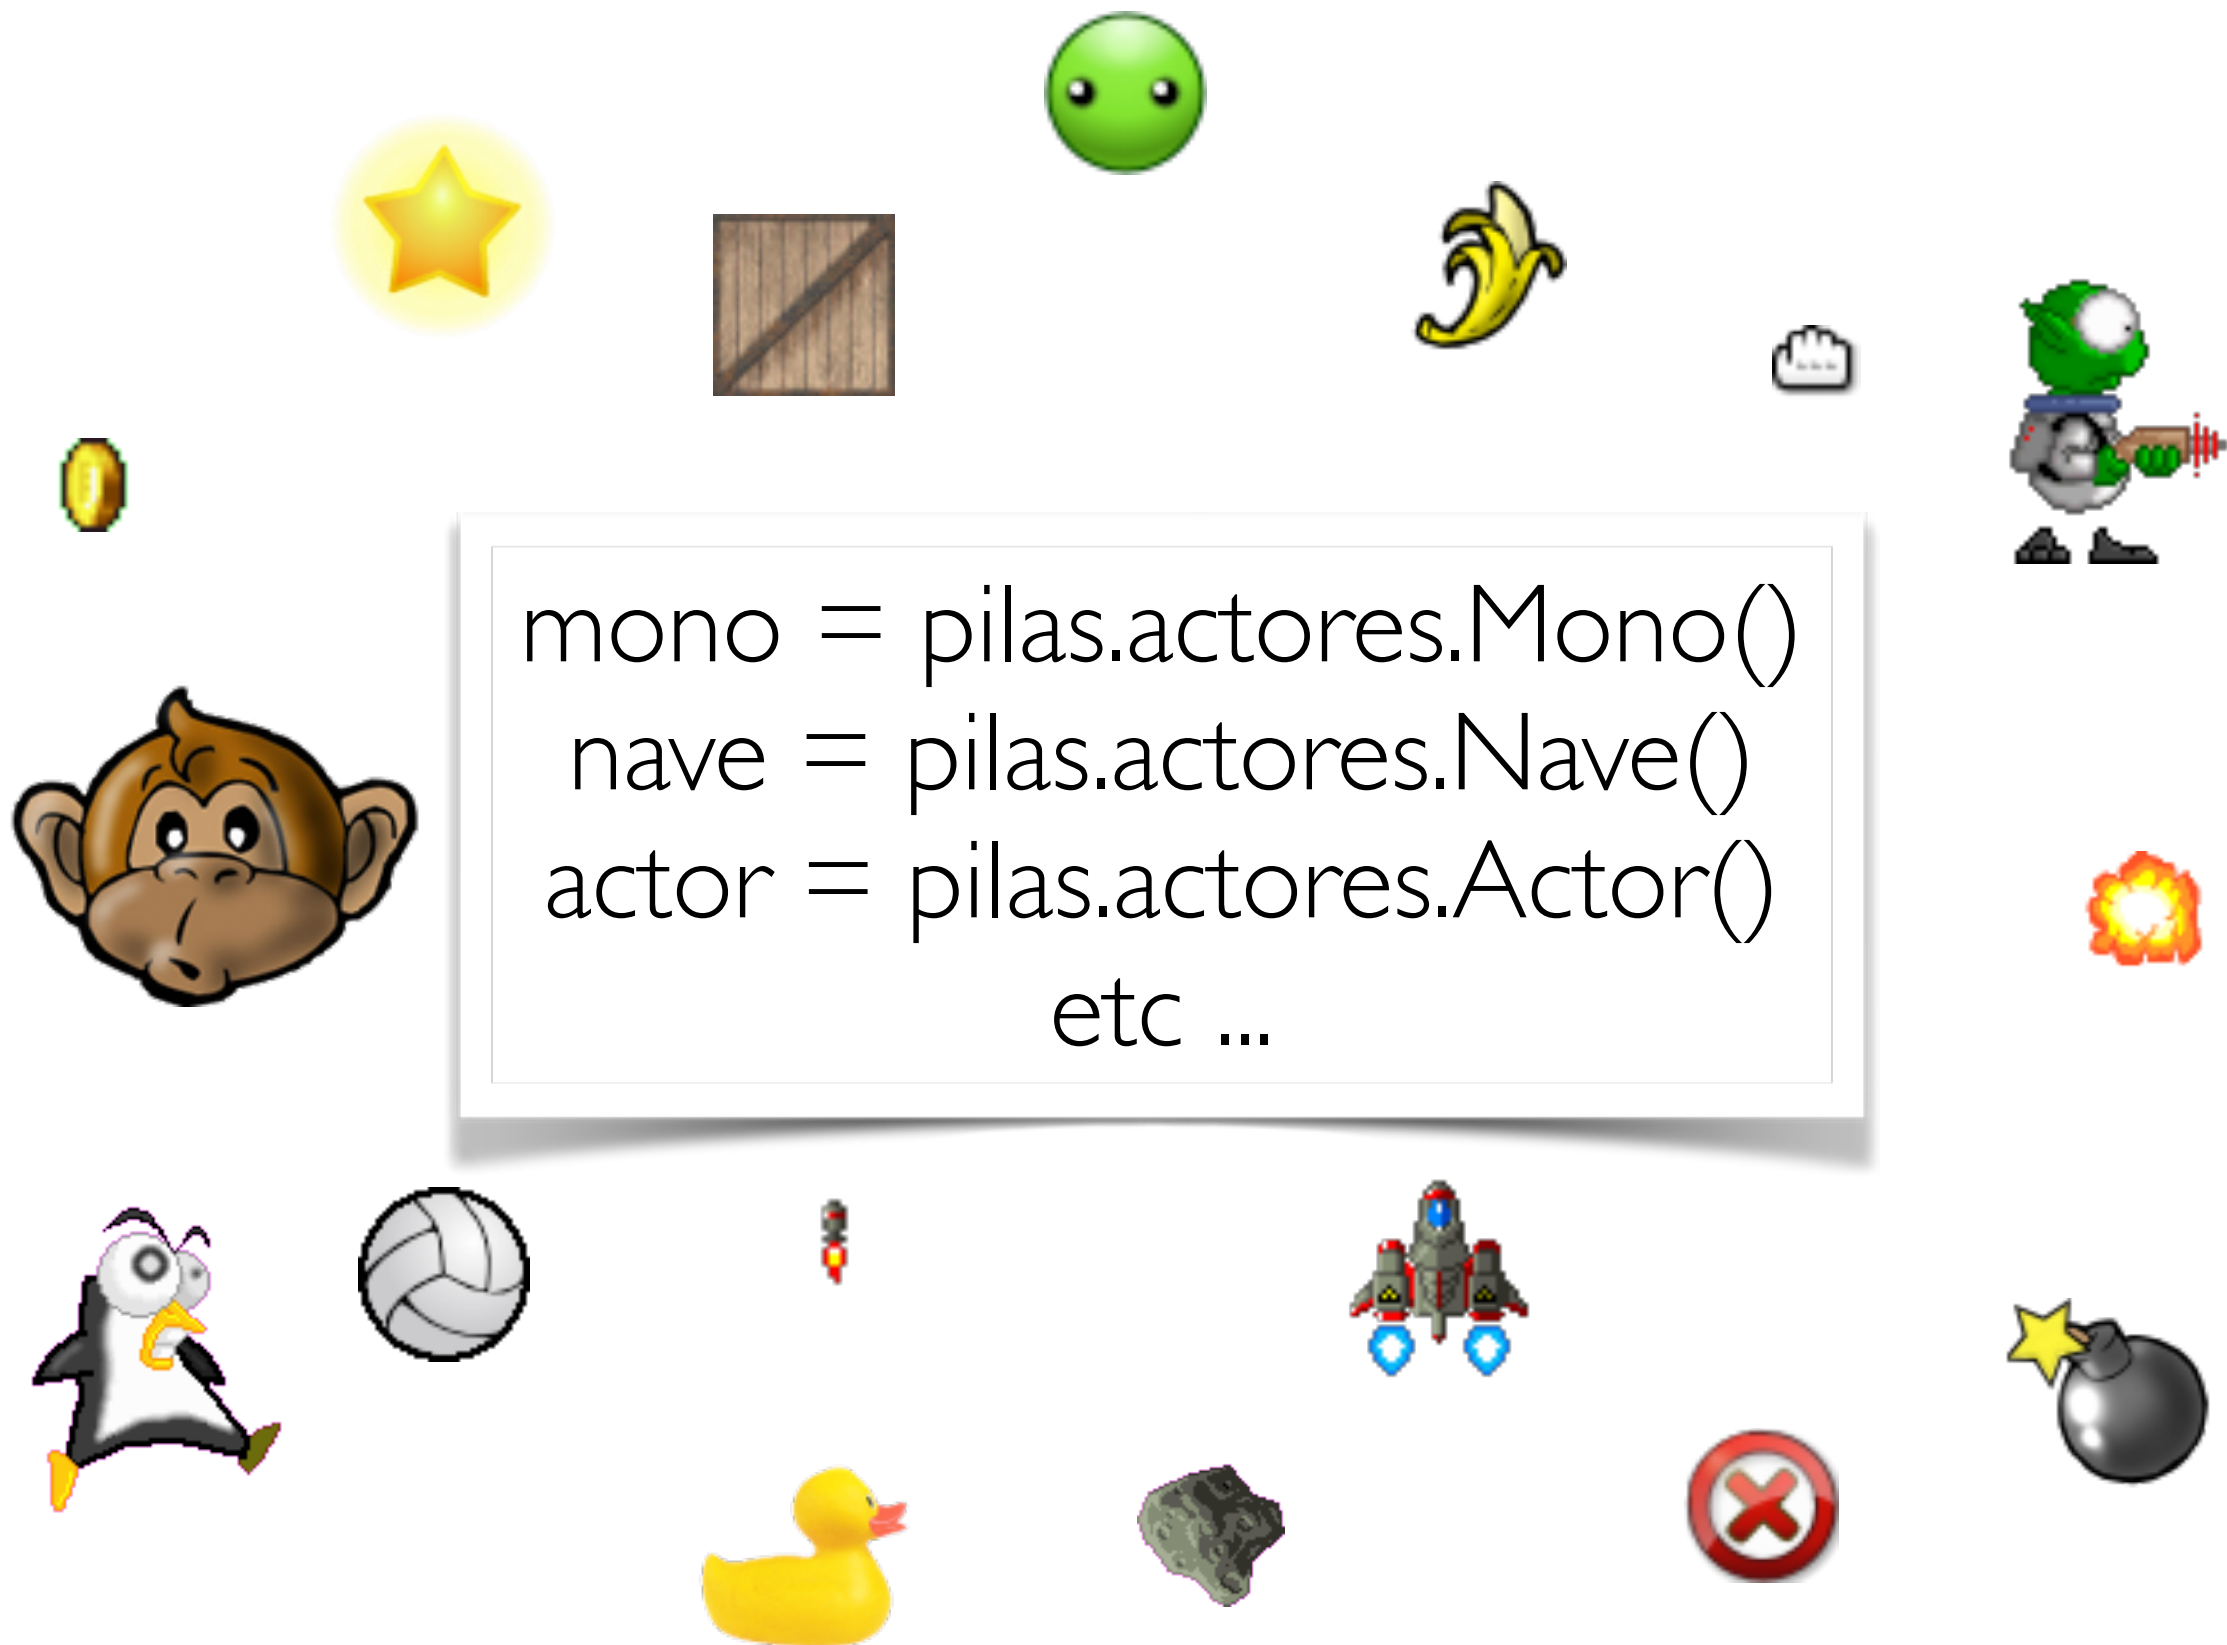 mono = pilas.actores.Mono()
nave = pilas.actores.Nave()
actor = pilas.actores.Actor()
etc ...